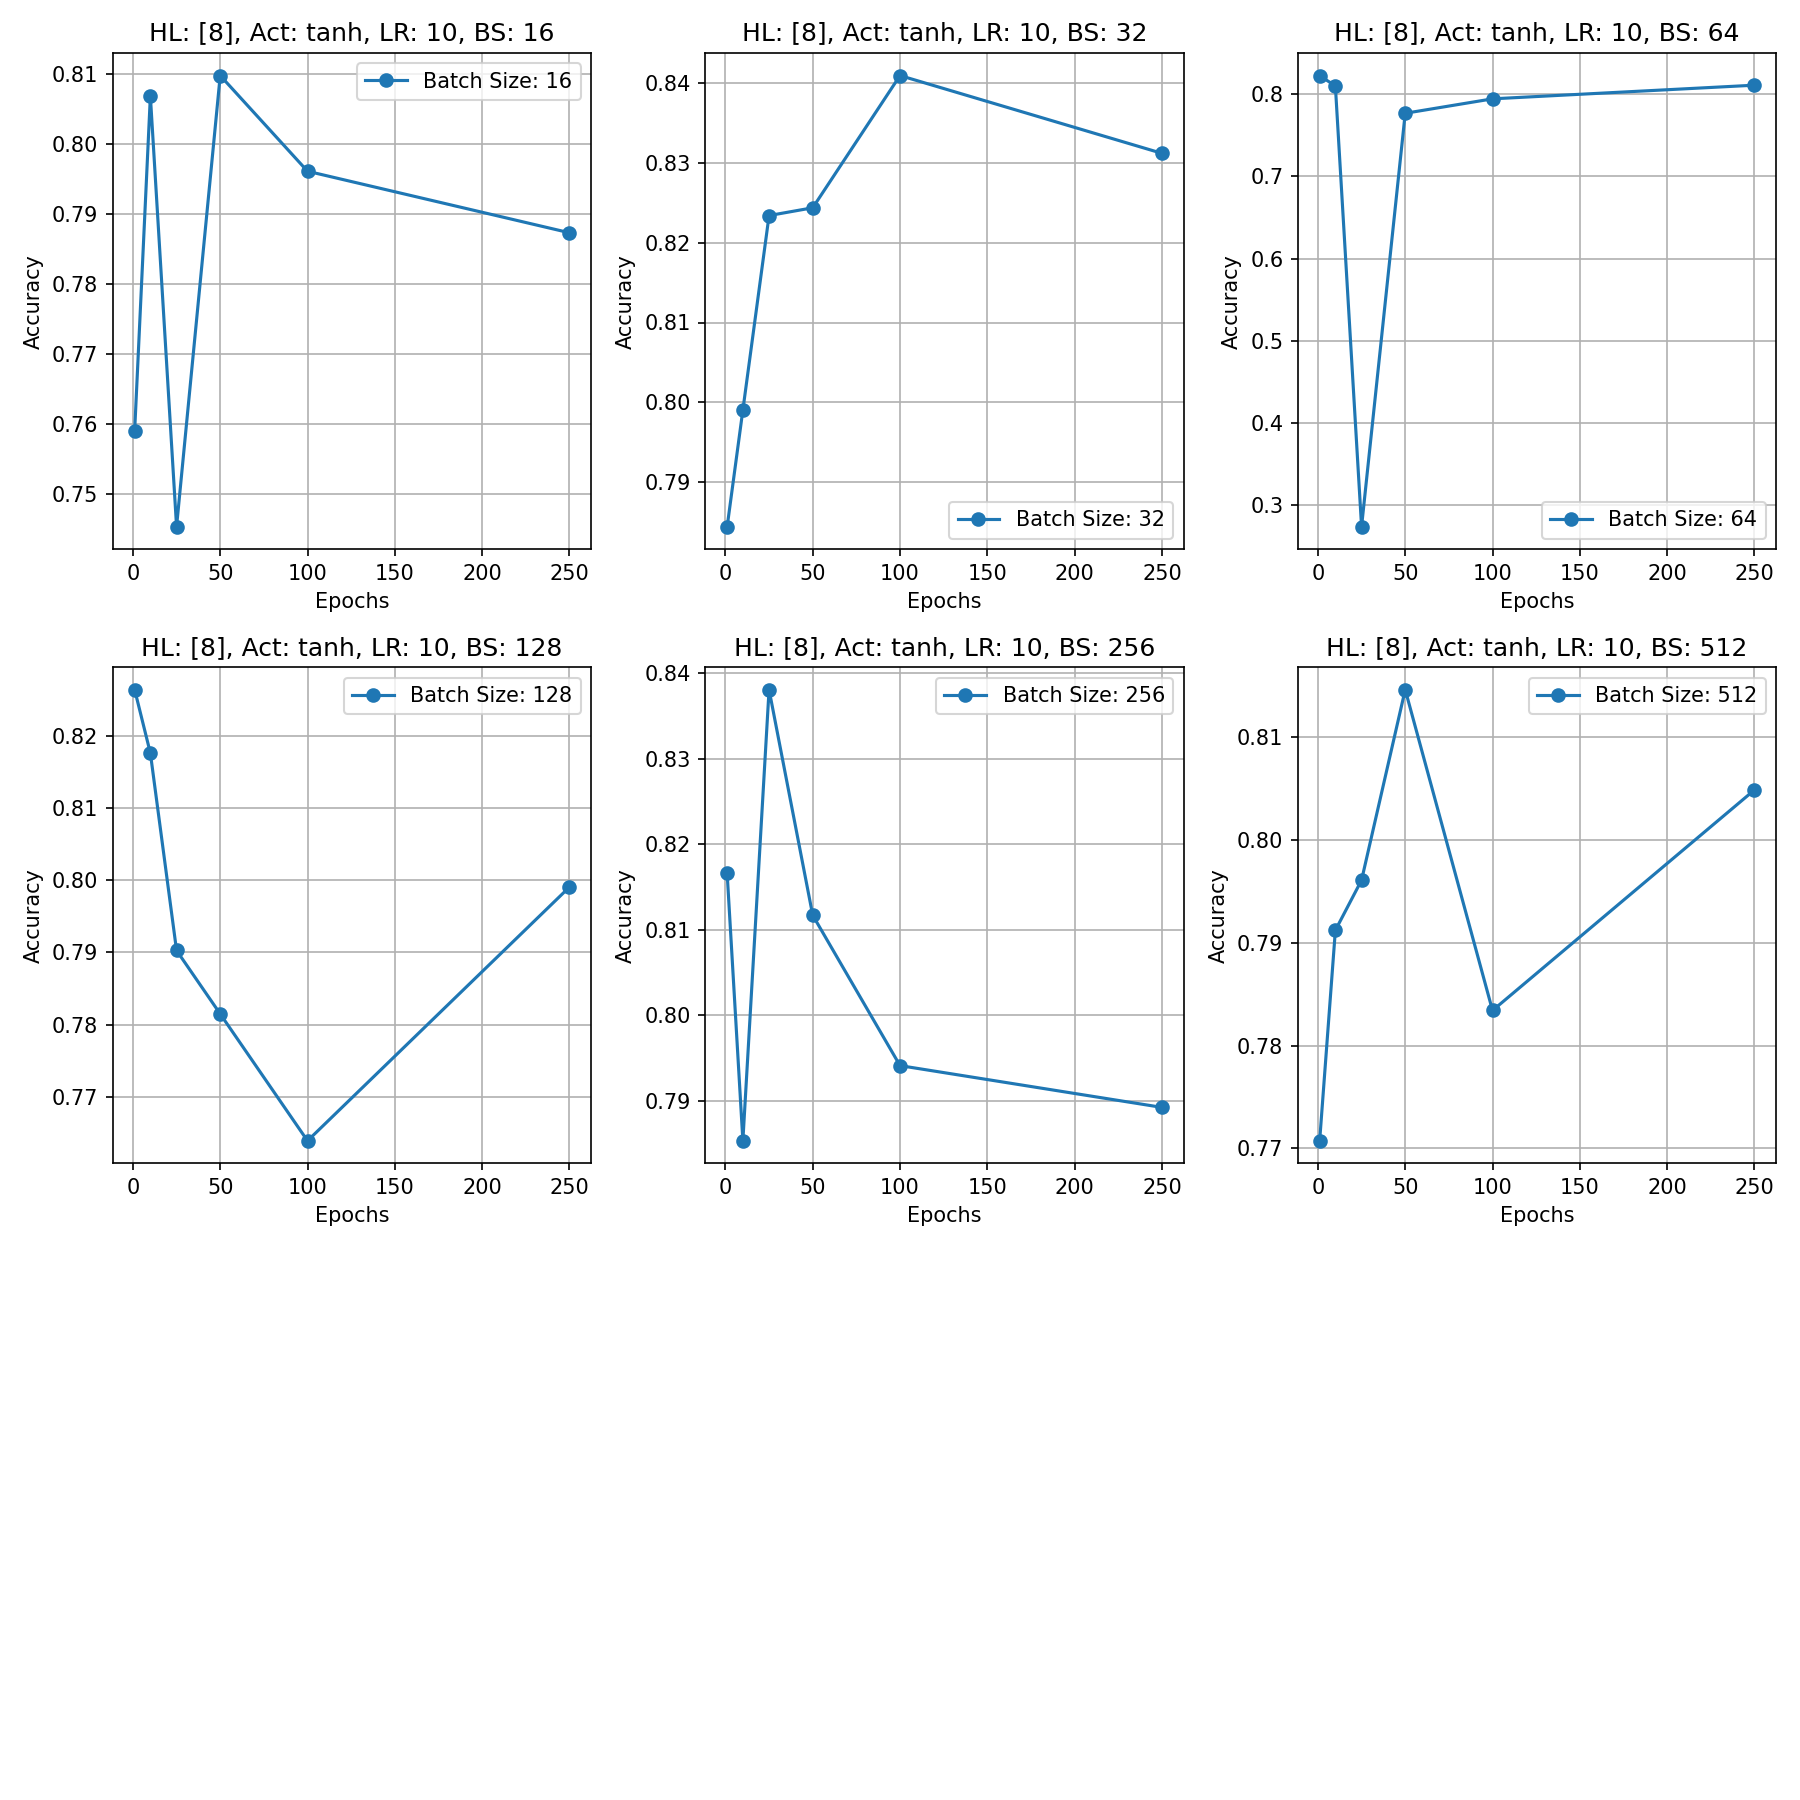 HL: [8], Act: tanh, LR: 10, BS: 16
Batch Size: 16
0.81
0.80
0.79
0.78
0.77
0.76
0.75
Accuracy
0 50 100 150 200 250
Epochs
HL: [8], Act: tanh, LR: 10, BS: 32
Batch Size: 32
0.84
0.83
0.82
0.81
0.80
0.79
Accuracy
0 50 100 150 200 250
Epochs
HL: [8], Act: tanh, LR: 10, BS: 64
Batch Size: 64
0.8
0.7
0.6
0.5
0.4
0.3
Accuracy
0 50 100 150 200 250
Epochs
HL: [8], Act: tanh, LR: 10, BS: 128
Batch Size: 128
0.82
0.81
0.80
0.79
0.78
0.77
Accuracy
0 50 100 150 200 250
Epochs
HL: [8], Act: tanh, LR: 10, BS: 256
Batch Size: 256
0.84
0.83
0.82
0.81
0.80
0.79
Accuracy
0 50 100 150 200 250
Epochs
HL: [8], Act: tanh, LR: 10, BS: 512
Batch Size: 512
0.81
0.80
0.79
0.78
0.77
Accuracy
0 50 100 150 200 250
Epochs